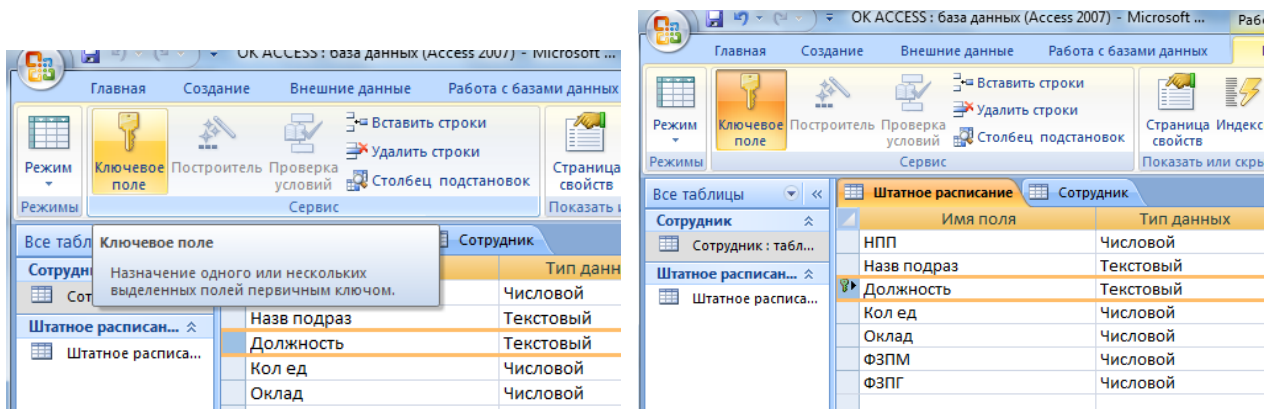 OK ACCESS : база данных (Access 2007) - Microsoft ...
Главная Создание Внешние данные Работа с базами данных
Режим
Ключевое поле
Построитель
Проверка условий
Вставить строки
Удалить строки
Столбец подстановок
Страница свойств
Режимы
Сервис
Показать
Все табл
Сотрудник
Ключевое поле
Назначение одного или нескольких
выделенных полей первичным ключом.
Тип данн
Числовой
Назв подраз Текстовый
Должность Текстовый
Кол ед Числовой
Оклад Числовой
Сотрудн
Сот
Штатное расписан...
Штатное расписа...
OK ACCESS : база данных (Access 2007) - Microsoft ...
Раб
Главная Создание Внешние данные Работа с базами данных
Режим
Ключевое поле
Построитель
Проверка условий
Вставить строки
Удалить строки
Столбец подстановок
Страница свойств
Индекс
Режимы
Сервис
Показать или скры
Все таблицы
Штатное расписание
Сотрудник
Сотрудник
Сотрудник : табл...
Штатное расписан...
Штатное расписа...
Имя поля Тип данных
НПП Числовой
Назв подраз Текстовый
Должность Текстовый
Кол ед Числовой
Оклад Числовой
ФЗПМ Числовой
ФЗПГ Числовой